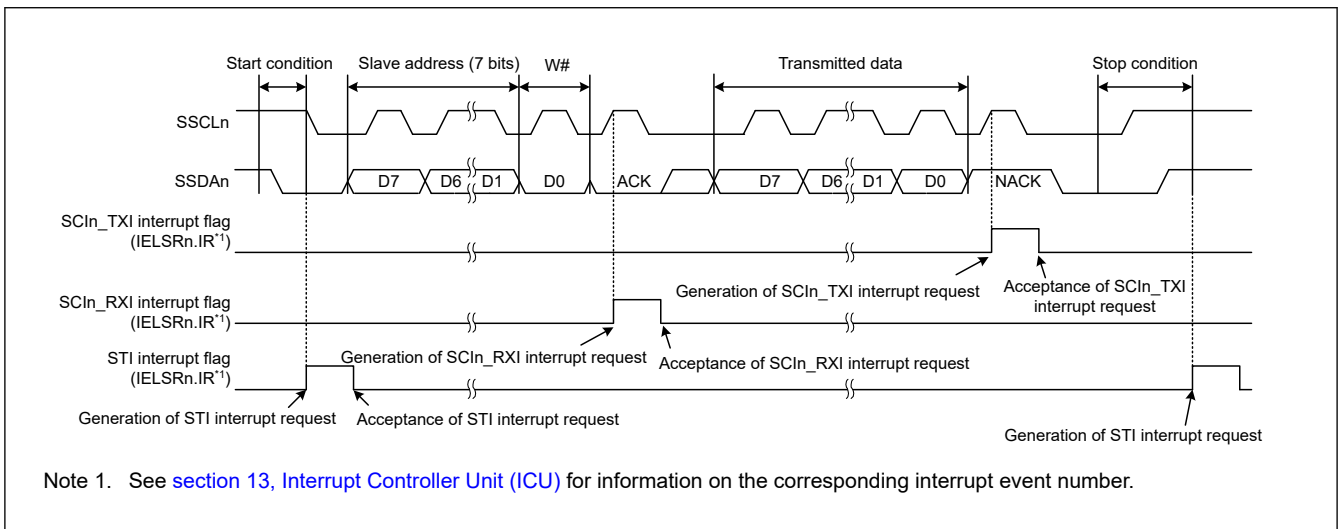 Start condition Slave address (7 bits) W# Transmitted data Stop condition
SSCLn
SSDAn D7 D6 D1 D0 ACK D7 D6 D1 D0 NACK
SCIn_TXI interrupt flag
(IELSRn.IR*1)
Generation of SCIn_TXI interrupt request
Acceptance of SCIn_TXI
interrupt request
SCIn_RXI interrupt flag
(IELSRn.IR*1)
Generation of SCIn_RXI interrupt request
Acceptance of SCIn_RXI interrupt request
STI interrupt flag
(IELSRn.IR*1)
Generation of STI interrupt request
Acceptance of STI interrupt request
Generation of STI interrupt request
Note 1. See section 13, Interrupt Controller Unit (ICU) for information on the corresponding interrupt event number.